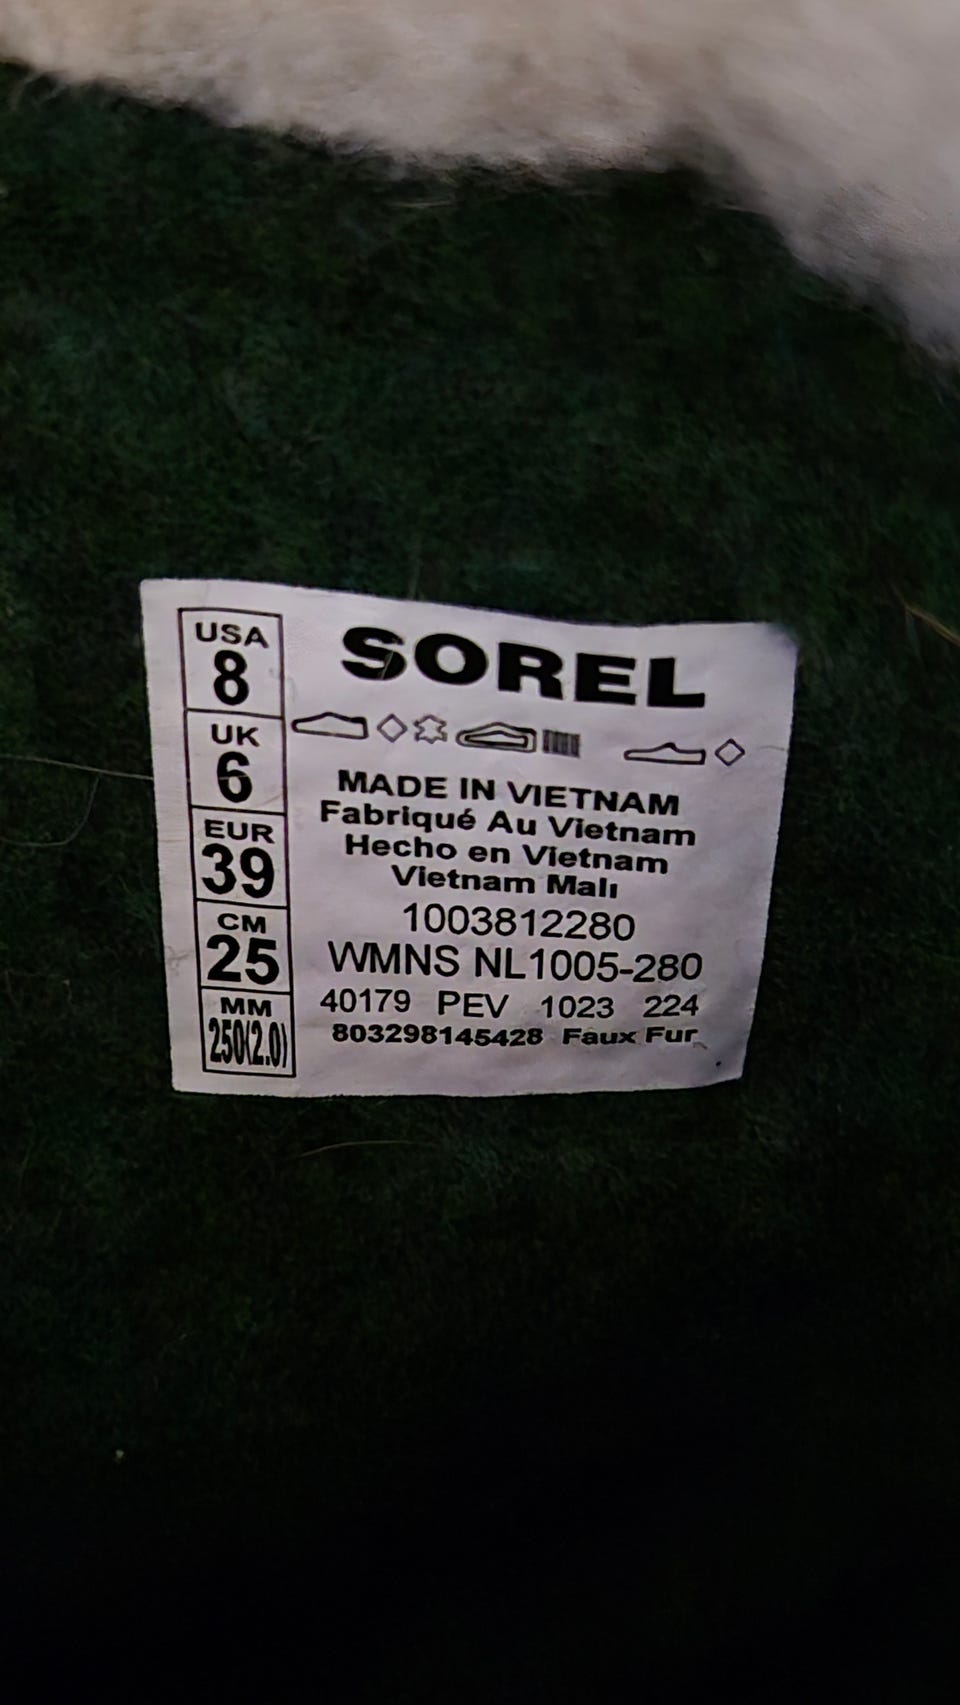 USA
8
UK
6
EUR
39
CM
25
MM
250(2.0)
SOREL
MADE IN VIETNAM
Fabriqué Au Vietnam
Hecho en Vietnam
Vietnam Malı
1003812280
WMNS NL1005-280
40179 PEV 1023 224
803298145428 Faux Fur